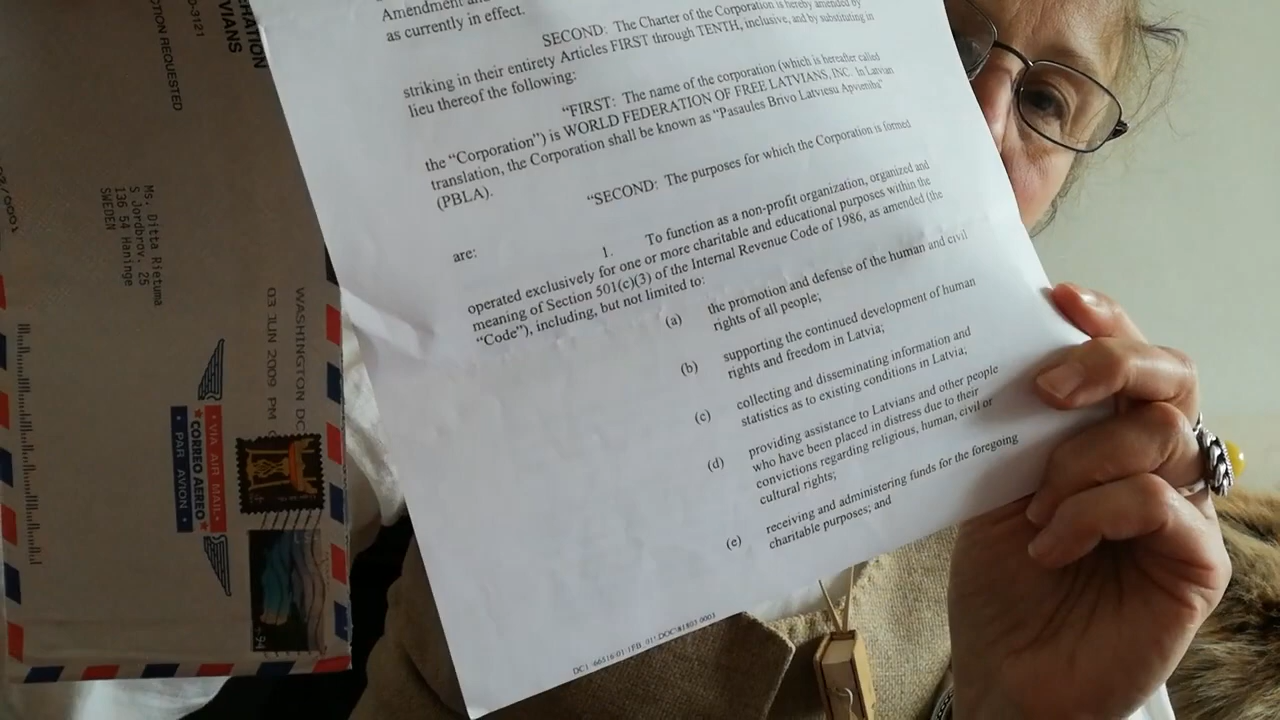 Amendment and
as currently in effect.
SECOND: The Charter of the Corporation is hereby amended by
striking in their entirety Articles FIRST through TENTH, inclusive, and by substituting in
lieu thereof the following:
“FIRST: The name of the corporation (which is hereafter called
the “Corporation”) is WORLD FEDERATION OF FREE LATVIANS, INC. In Latvian
translation, the Corporation shall be known as “Pasaules Brivo Latviesu Apvieniba”
(PBLA).
“SECOND: The purposes for which the Corporation is formed
are:
1. To function as a non-profit organization, organized and
operated exclusively for one or more charitable and educational purposes within the
meaning of Section 501(c)(3) of the Internal Revenue Code of 1986, as amended (the
“Code”), including, but not limited to:
(a) the promotion and defense of the human and civil
rights of all people;
(b) supporting the continued development of human
rights and freedom in Latvia;
(c) collecting and disseminating information and
statistics as to existing conditions in Latvia;
(d) providing assistance to Latvians and other people
who have been placed in distress due to their
convictions regarding religious, human, civil or
cultural rights;
(e) receiving and administering funds for the foregoing
charitable purposes; and
VIANS
-3121
REQUESTED
Ms. Ditta Rietuma
S Jordbrov. 25
136 54 Haninge
SWEDEN
WASHINGTON DC
03 JUN 2009 PM
VIA AIR MAIL
CORREO AEREO
PAR AVION